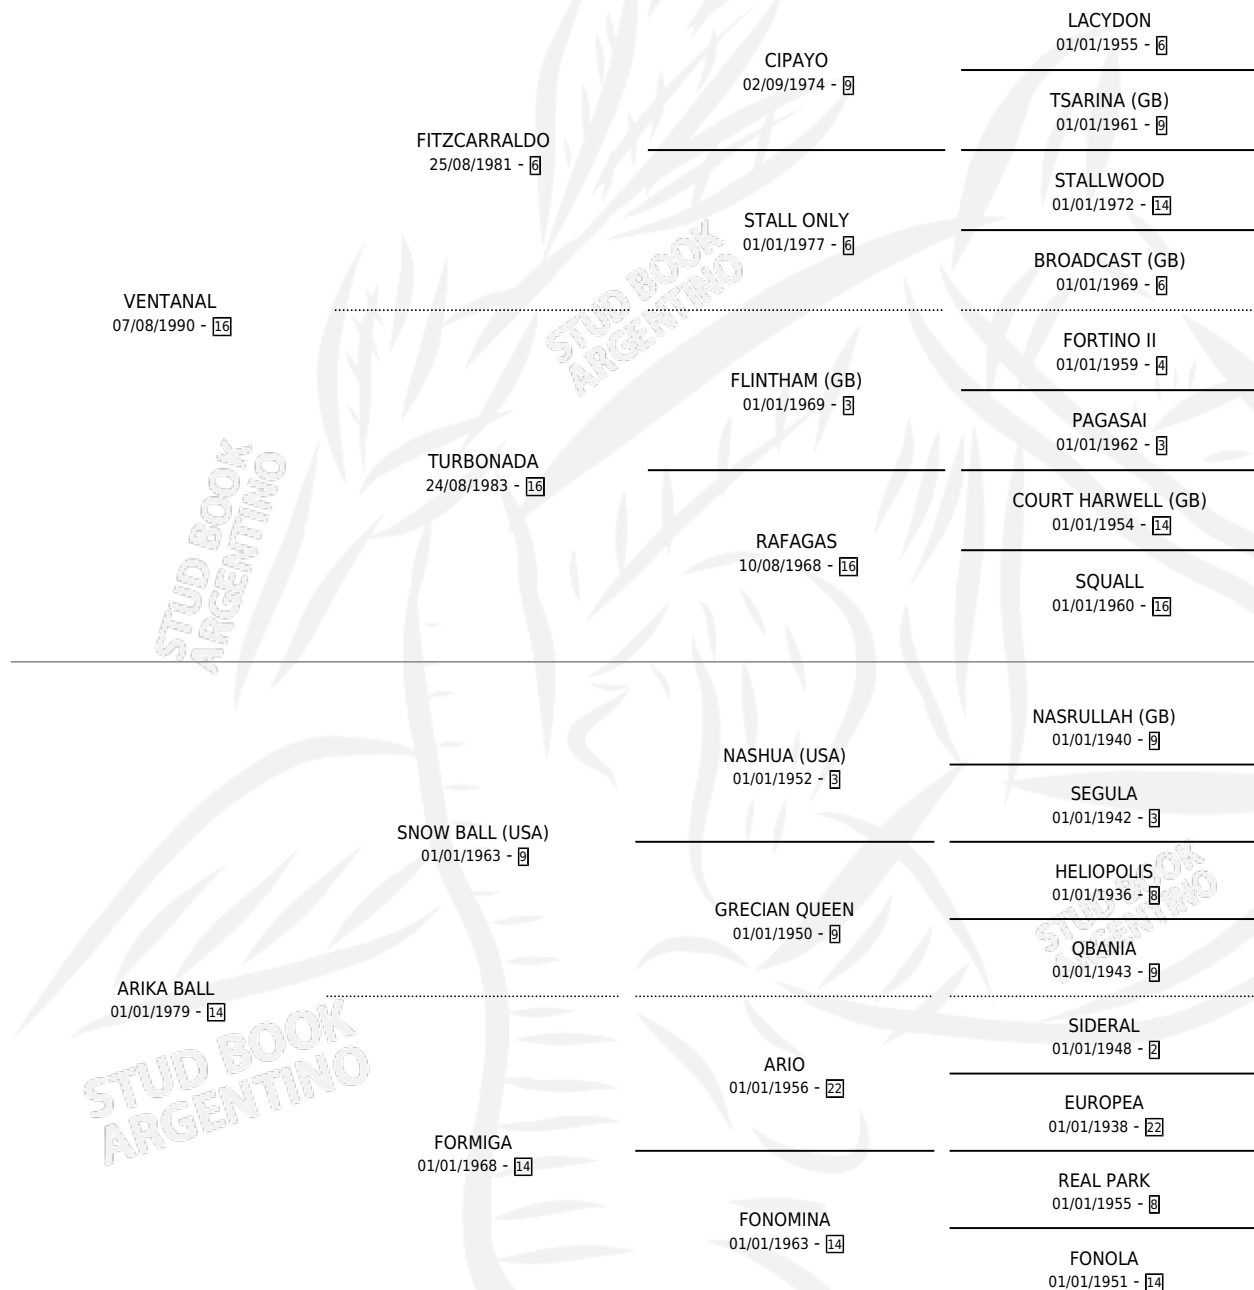 LACYDON
01/01/1955 - 6
CIPAYO
02/09/1974 - 9
TSARINA (GB)
01/01/1961 - 9
FITZCARRALDO
25/08/1981 - 6
STALLWOOD
01/01/1972 - 14
STALL ONLY
01/01/1977 - 6
BROADCAST (GB)
01/01/1969 - 6
VENTANAL
07/08/1990 - 16
STUD BOOK
ARGENTINO
FORTINO II
01/01/1959 - 4
FLINTHAM (GB)
01/01/1969 - 3
PAGASAI
01/01/1962 - 3
TURBONADA
24/08/1983 - 16
COURT HARWELL (GB)
01/01/1954 - 14
RAFAGAS
10/08/1968 - 16
SQUALL
01/01/1960 - 16
STUD BOOK
ARGENTINO
NASRULLAH (GB)
01/01/1940 - 9
NASHUA (USA)
01/01/1952 - 3
SEGULA
01/01/1942 - 3
SNOW BALL (USA)
01/01/1963 - 9
HELIOPOLIS
01/01/1936 - 8
GRECIAN QUEEN
01/01/1950 - 9
STUD BOOK
ARGENTINO
QBANIA
01/01/1943 - 9
ARIKA BALL
01/01/1979 - 14
SIDERAL
01/01/1948 - 2
ARIO
01/01/1956 - 22
STUD BOOK
ARGENTINO
EUROPEA
01/01/1938 - 22
FORMIGA
01/01/1968 - 14
REAL PARK
01/01/1955 - 8
FONOMINA
01/01/1963 - 14
FONOLA
01/01/1951 - 14